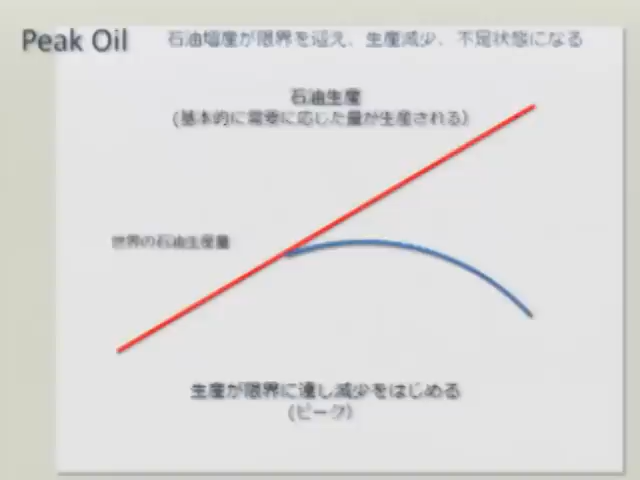 Peak Oil
石油増産が限界を迎え、生産減少、不足状態になる
石油生産
(基本的に需要に応じた量が生産される)
世界の石油生産量
生産が限界に達し減少をはじめる
(ピーク)